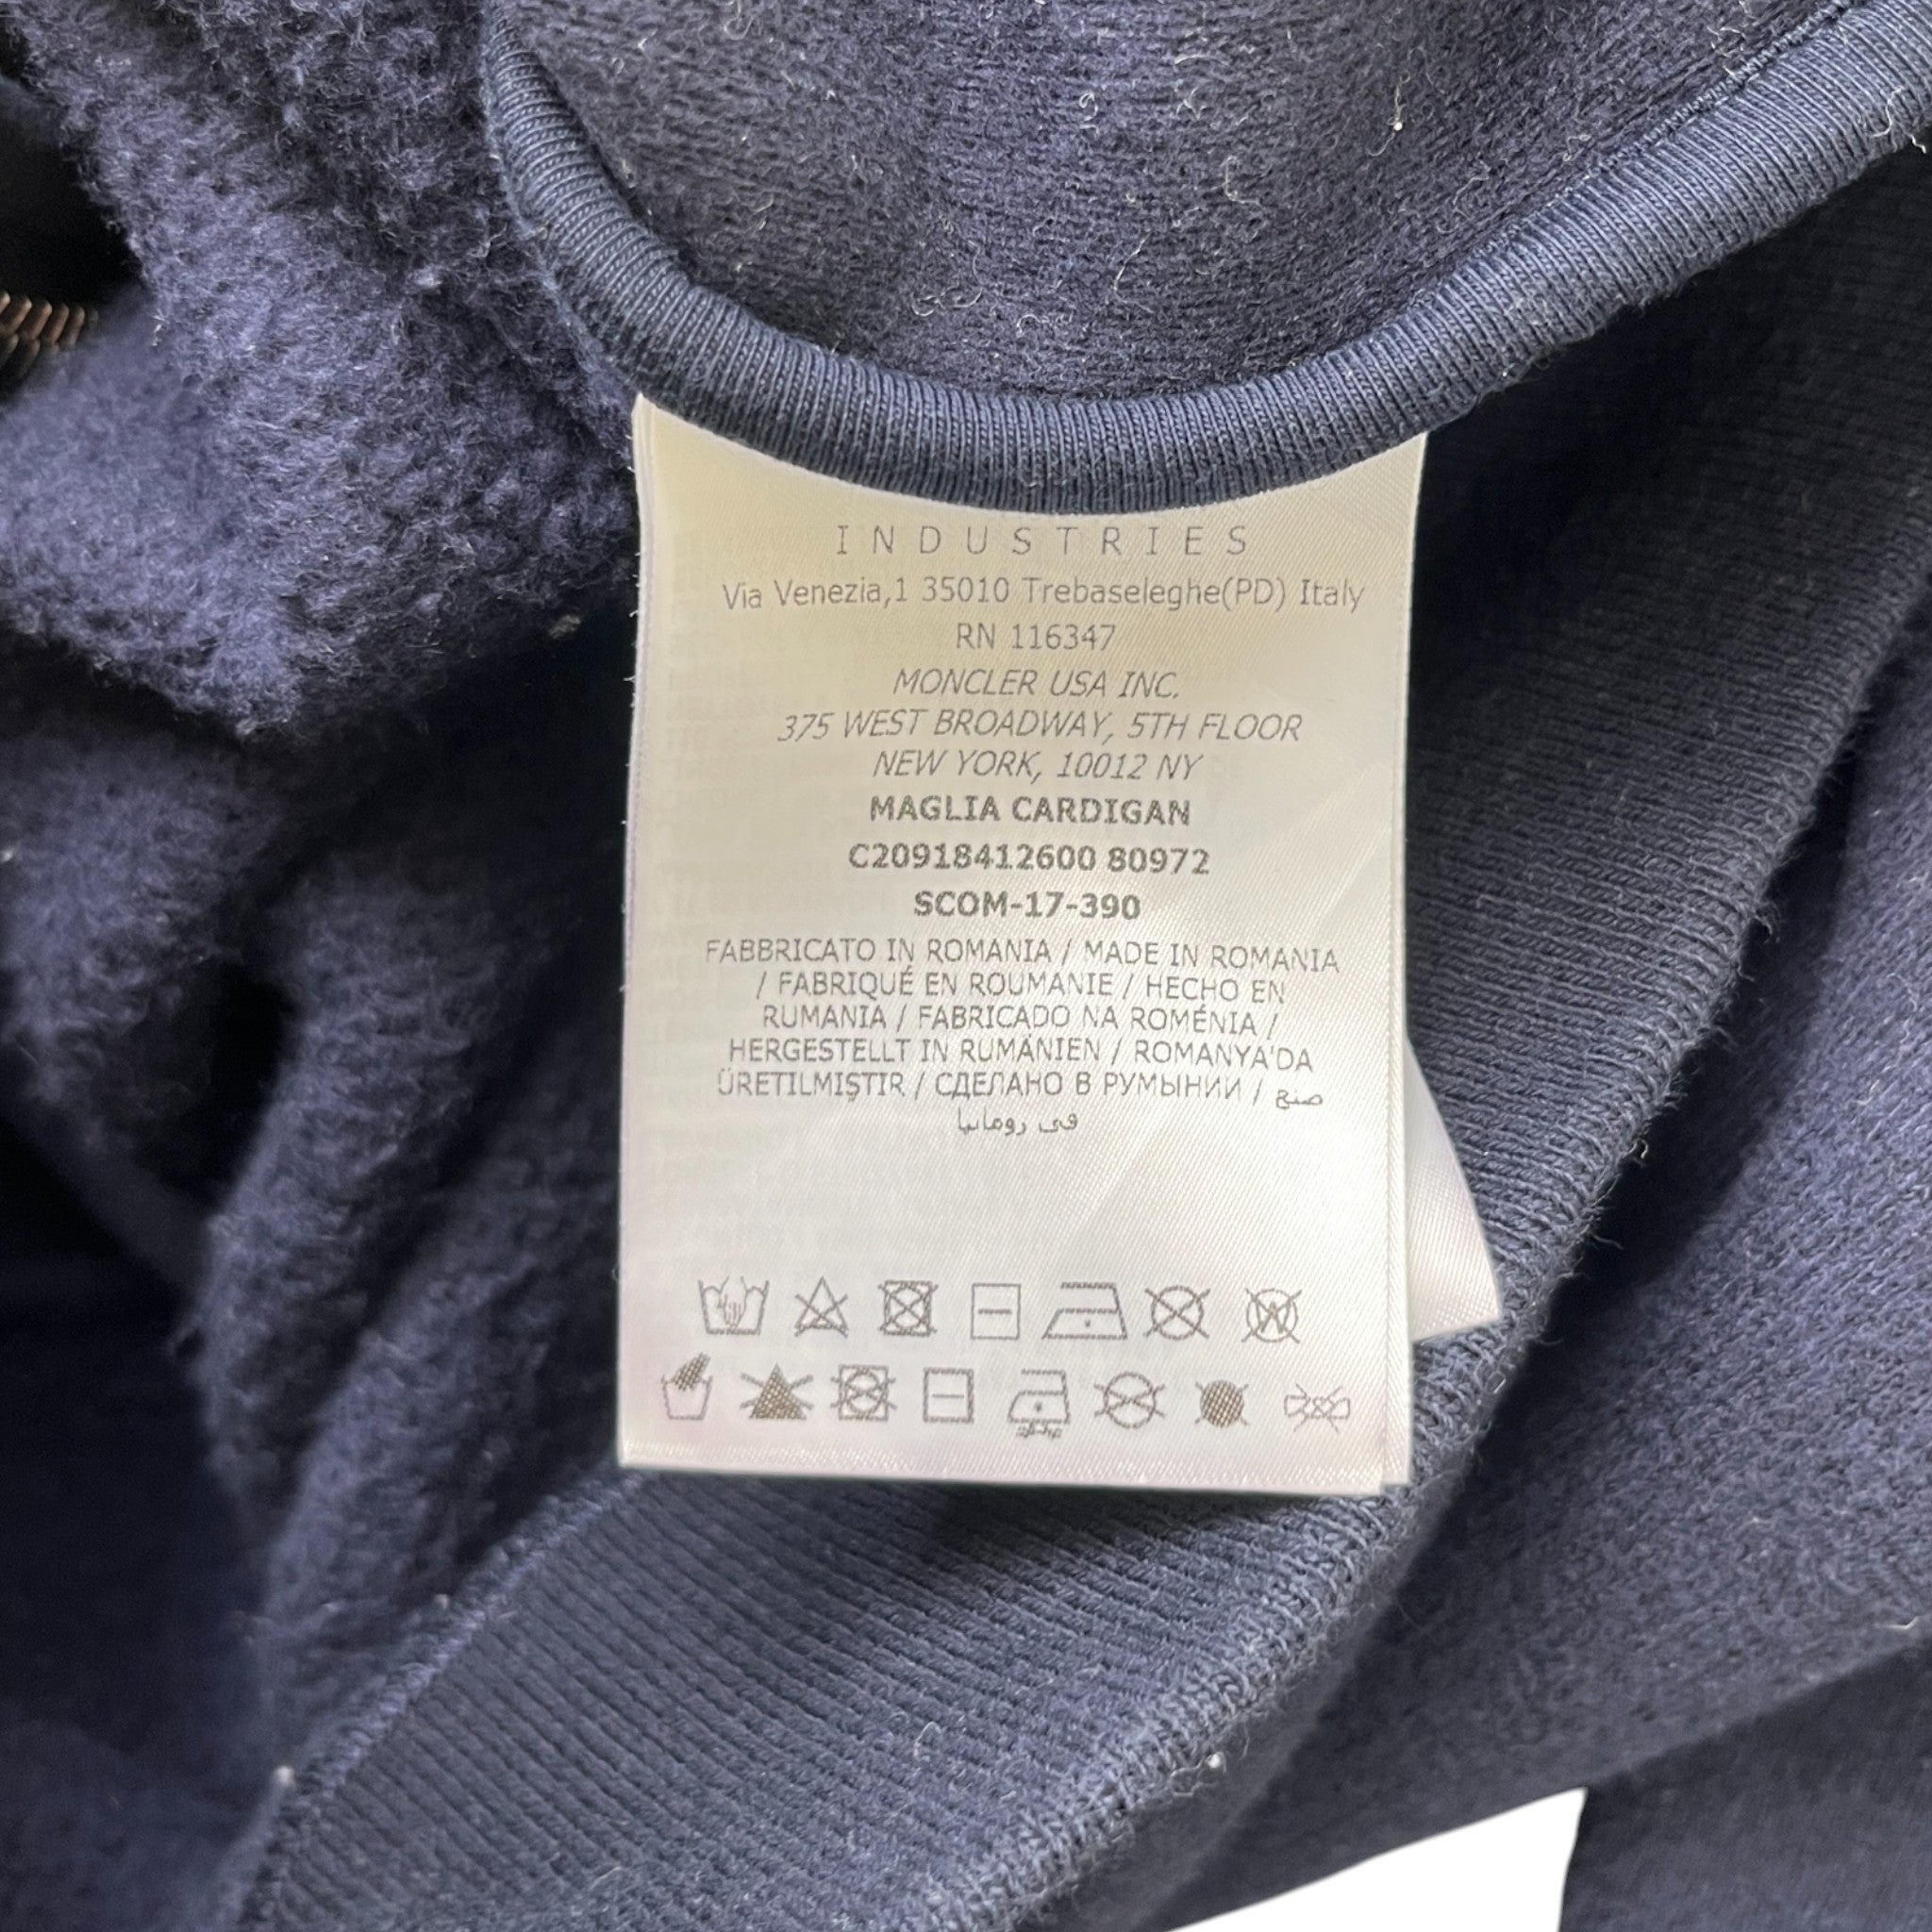 INDUSTRIES
Via Venezia,1 35010 Trebaseleghe(PD) Italy
RN 116347
MONCLER USA INC.
375 WEST BROADWAY, 5TH FLOOR
NEW YORK, 10012 NY
MAGLIA CARDIGAN
C20918412600 80972
SCOM-17-390
FABBRICATO IN ROMANIA / MADE IN ROMANIA
/ FABRIQUÉ EN ROUMANIE / HECHO EN
RUMANIA / FABRICADO NA ROMÉNIA /
HERGESTELLT IN RUMÄNIEN / ROMANYA'DA
ÜRETILMIŞTIR / СДЕЛАНО В РУМЫНИИ / صنع
فى رومانيا
W